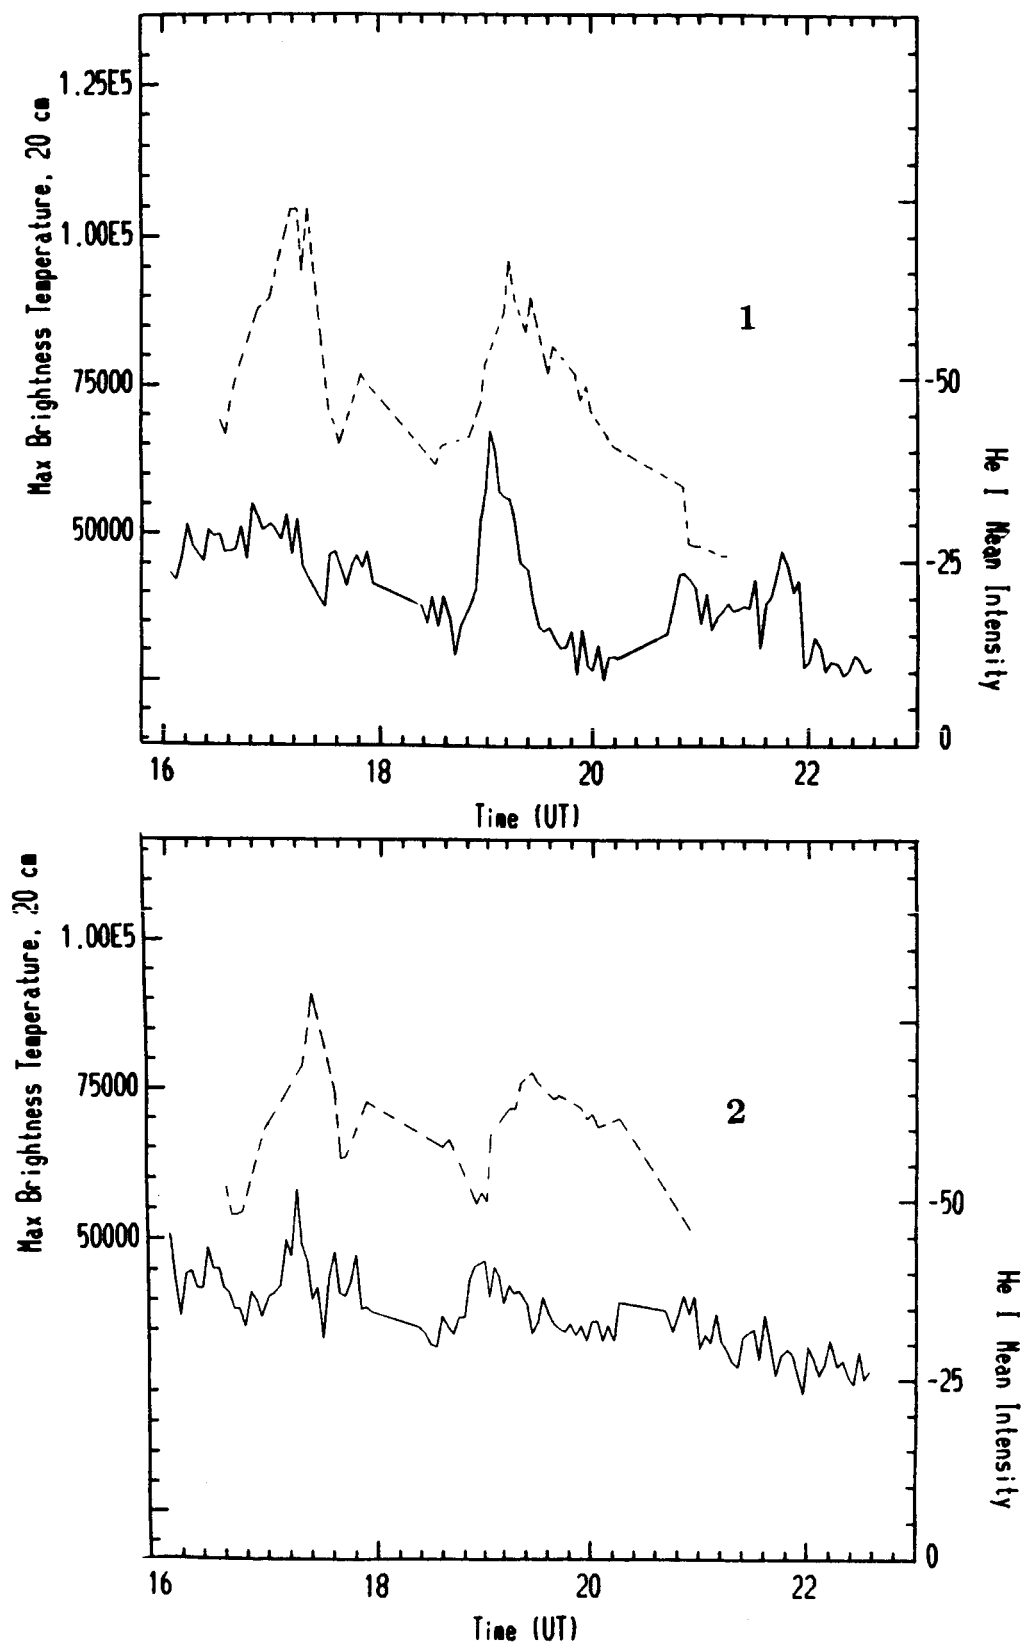 1.25E5
1.00E5
75000
50000
Max Brightness Temperature, 20 cm
1
-50
-25
0
He I Mean Intensity
16 18 20 22
Time (UT)
1.00E5
75000
50000
Max Brightness Temperature, 20 cm
2
-50
-25
0
He I Mean Intensity
16 18 20 22
Time (UT)